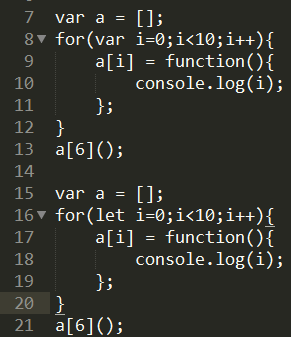 7 var a = [];
8 for(var i=0;i<10;i++){
9 a[i] = function(){
10 console.log(i);
11 };
12 }
13 a[6]();
14
15 var a = [];
16 for(let i=0;i<10;i++){
17 a[i] = function(){
18 console.log(i);
19 };
20 }
21 a[6]();